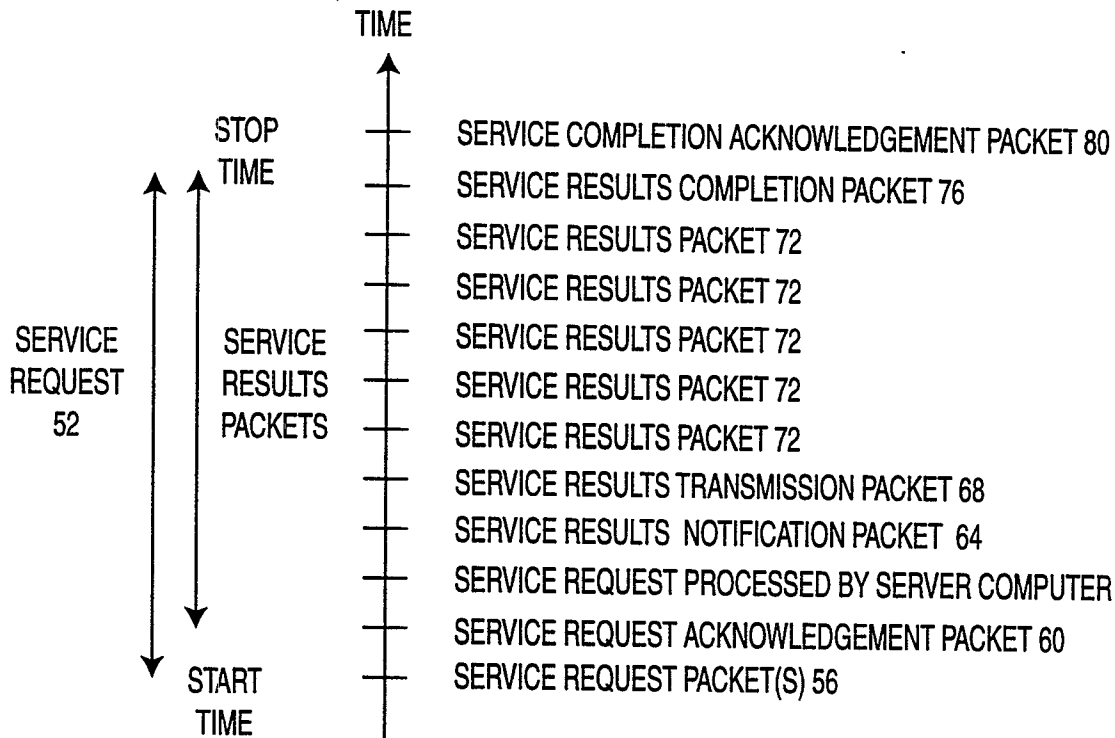 TIME
STOP
TIME
SERVICE COMPLETION ACKNOWLEDGEMENT PACKET 80
SERVICE RESULTS COMPLETION PACKET 76
SERVICE RESULTS PACKET 72
SERVICE RESULTS PACKET 72
SERVICE RESULTS PACKET 72
SERVICE RESULTS PACKET 72
SERVICE RESULTS PACKET 72
SERVICE RESULTS TRANSMISSION PACKET 68
SERVICE RESULTS NOTIFICATION PACKET 64
SERVICE REQUEST PROCESSED BY SERVER COMPUTER
SERVICE REQUEST ACKNOWLEDGEMENT PACKET 60
SERVICE REQUEST PACKET(S) 56
SERVICE
REQUEST
52
SERVICE
RESULTS
PACKETS
START
TIME